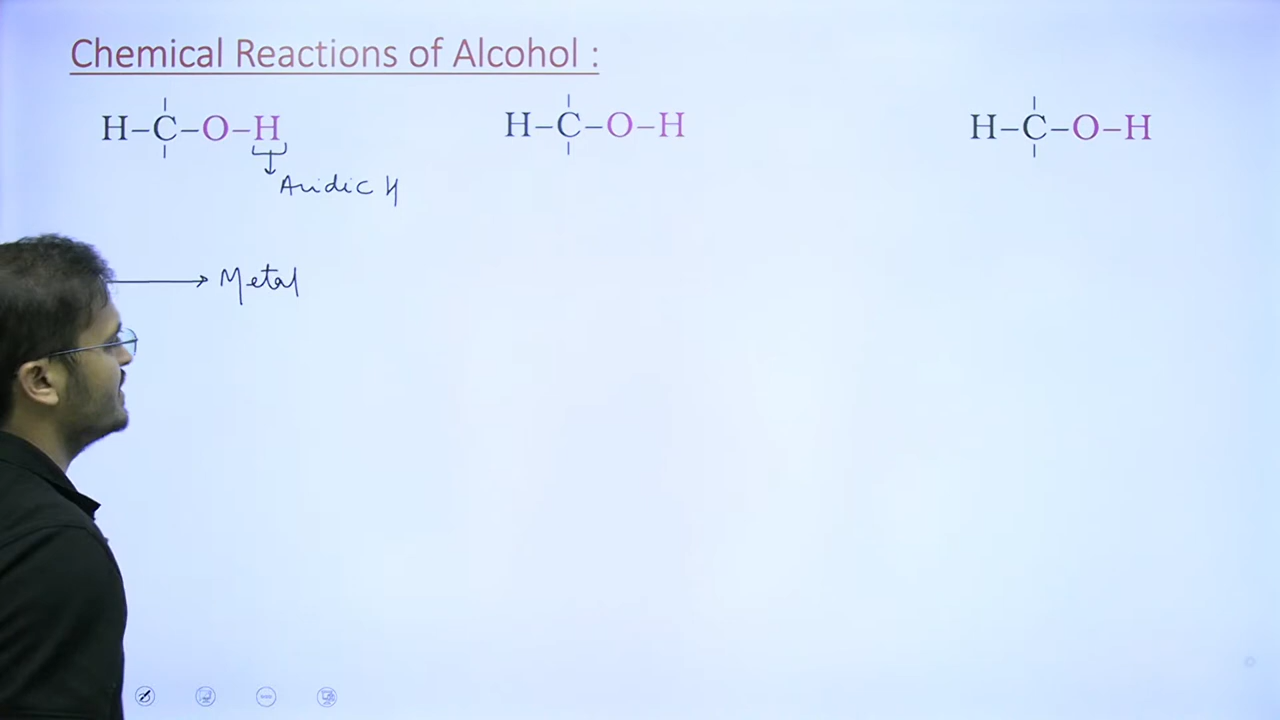 Chemical Reactions of Alcohol :
H–C–O–H
H–C–O–H
H–C–O–H
Acidic H
Metal